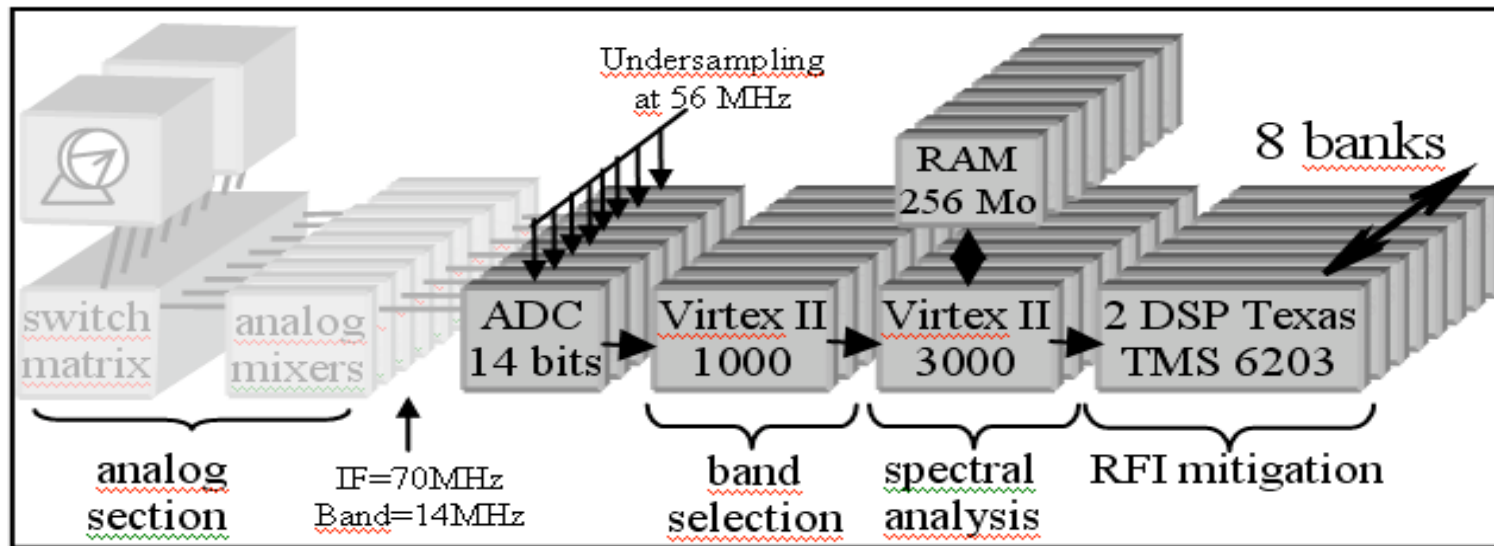 Undersampling
at 56 MHz
8 banks
RAM
256 Mo
switch
matrix
analog
mixers
ADC
14 bits
Virtex II
1000
Virtex II
3000
2 DSP Texas
TMS 6203
analog
section
IF=70MHz
Band=14MHz
band
selection
spectral
analysis
RFI mitigation